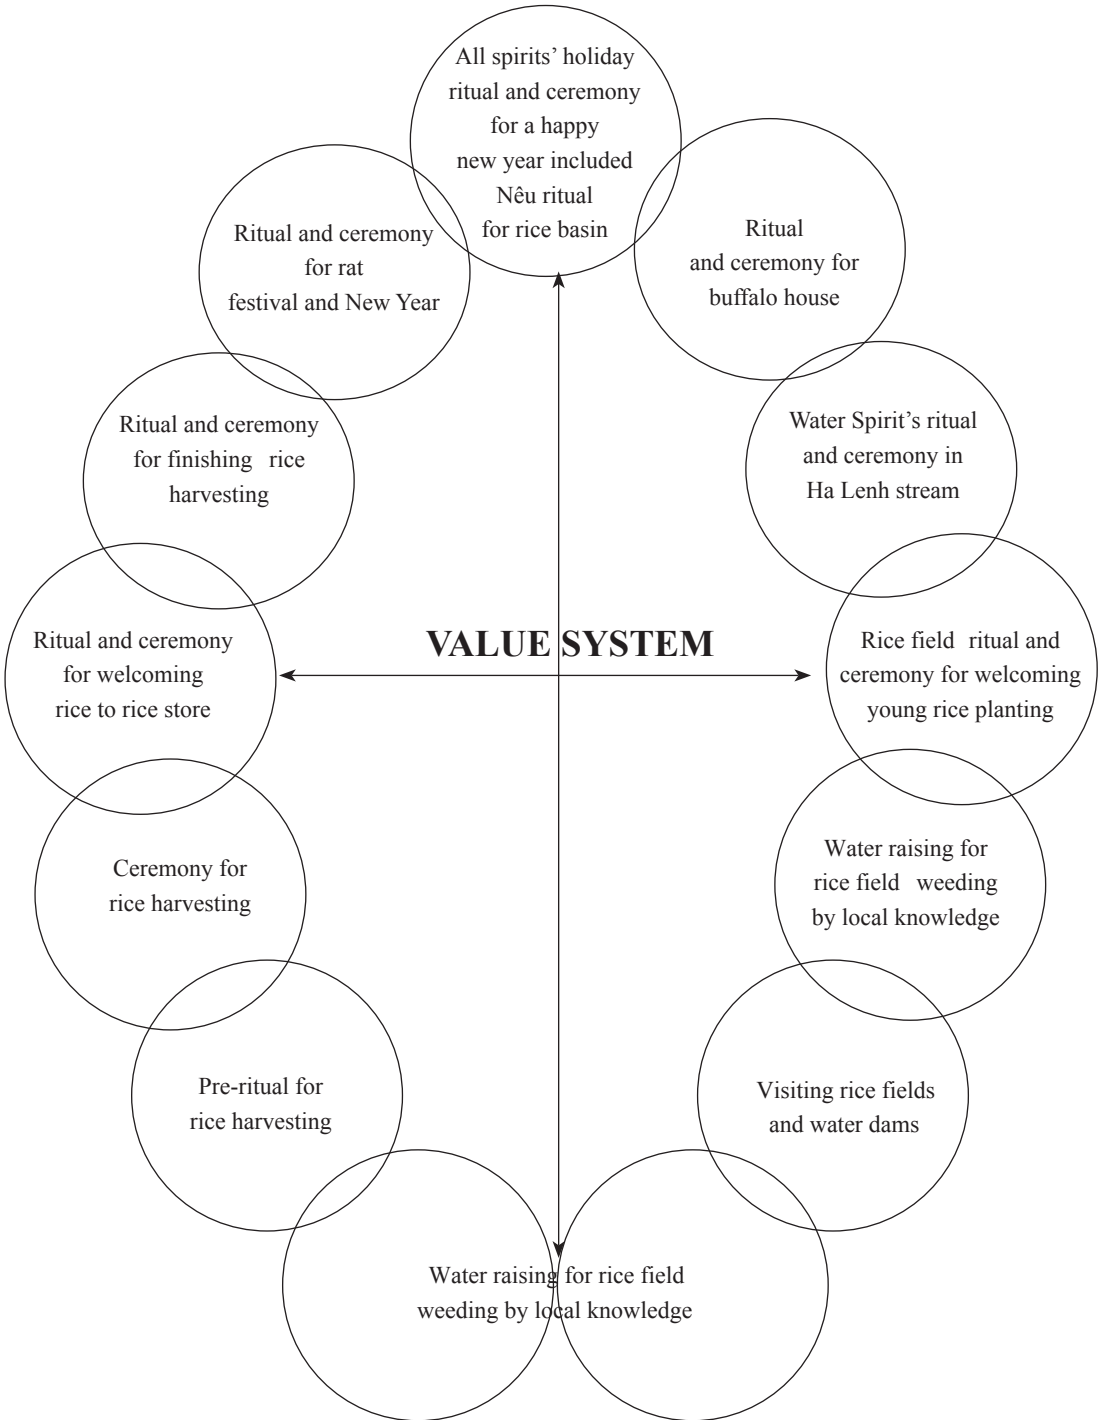 All spirits’ holiday
ritual and ceremony
for a happy
new year included
Nêu ritual
for rice basin
Ritual
and ceremony for
buffalo house
Water Spirit’s ritual
and ceremony in
Ha Lenh stream
Rice field ritual and
ceremony for welcoming
young rice planting
Water raising for
rice field weeding
by local knowledge
Visiting rice fields
and water dams
Water raising for rice field
weeding by local knowledge
Pre-ritual for
rice harvesting
Ceremony for
rice harvesting
Ritual and ceremony
for welcoming
rice to rice store
Ritual and ceremony
for finishing rice
harvesting
Ritual and ceremony
for rat
festival and New Year
VALUE SYSTEM